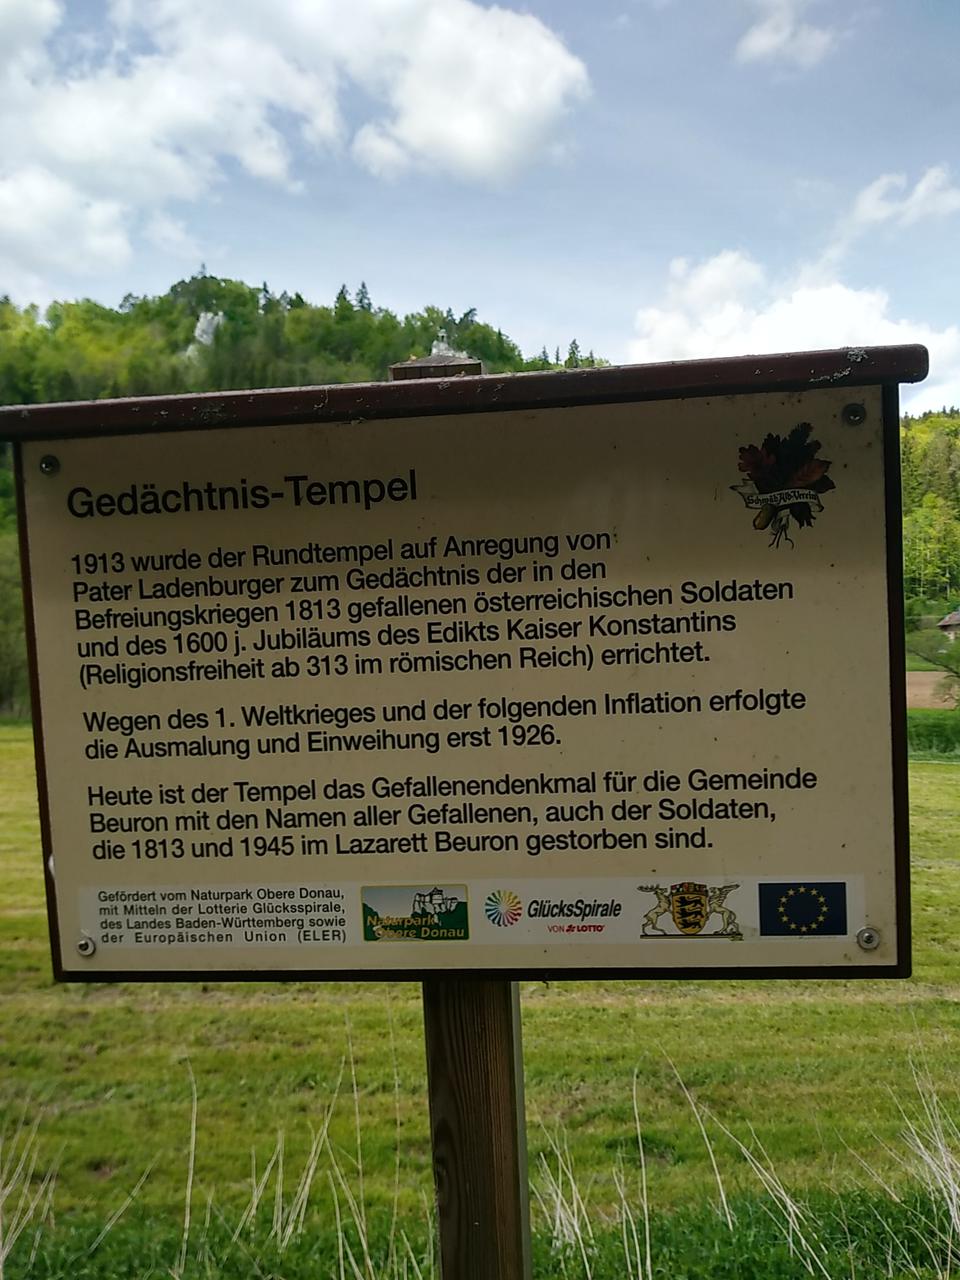 Gedächtnis-Tempel
Schwäb.Alb-Verein
1913 wurde der Rundtempel auf Anregung von
Pater Ladenburger zum Gedächtnis der in den
Befreiungskriegen 1813 gefallenen österreichischen Soldaten
und des 1600 j. Jubiläums des Edikts Kaiser Konstantins
(Religionsfreiheit ab 313 im römischen Reich) errichtet.
Wegen des 1. Weltkrieges und der folgenden Inflation erfolgte
die Ausmalung und Einweihung erst 1926.
Heute ist der Tempel das Gefallenendenkmal für die Gemeinde
Beuron mit den Namen aller Gefallenen, auch der Soldaten,
die 1813 und 1945 im Lazarett Beuron gestorben sind.
Gefördert vom Naturpark Obere Donau,
mit Mitteln der Lotterie Glücksspirale,
des Landes Baden-Württemberg sowie
der Europäischen Union (ELER)
Naturpark
Obere Donau
GlücksSpirale
VON LOTTO